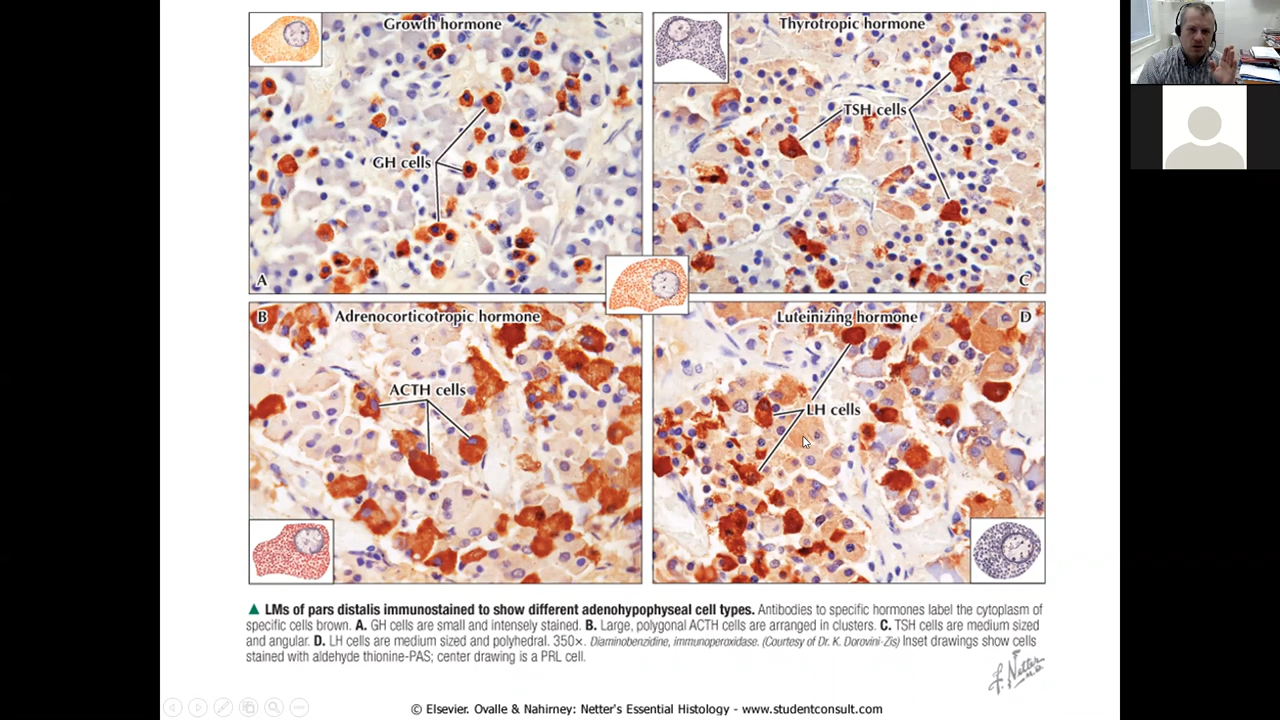 Growth hormone
GH cells
A
Thyrotropic hormone
TSH cells
C
B
Adrenocorticotropic hormone
ACTH cells
Luteinizing hormone
D
LH cells
▲ LMs of pars distalis immunostained to show different adenohypophyseal cell types. Antibodies to specific hormones label the cytoplasm of
specific cells brown. A. GH cells are small and intensely stained. B. Large, polygonal ACTH cells are arranged in clusters. C. TSH cells are medium sized
and angular. D. LH cells are medium sized and polyhedral. 350×. Diaminobenzidine, immunoperoxidase. (Courtesy of Dr. K. Dorovini-Zis) Inset drawings show cells
stained with aldehyde thionine-PAS; center drawing is a PRL cell.
F. Netter
M.D.
© Elsevier. Ovalle & Nahirney: Netter's Essential Histology - www.studentconsult.com